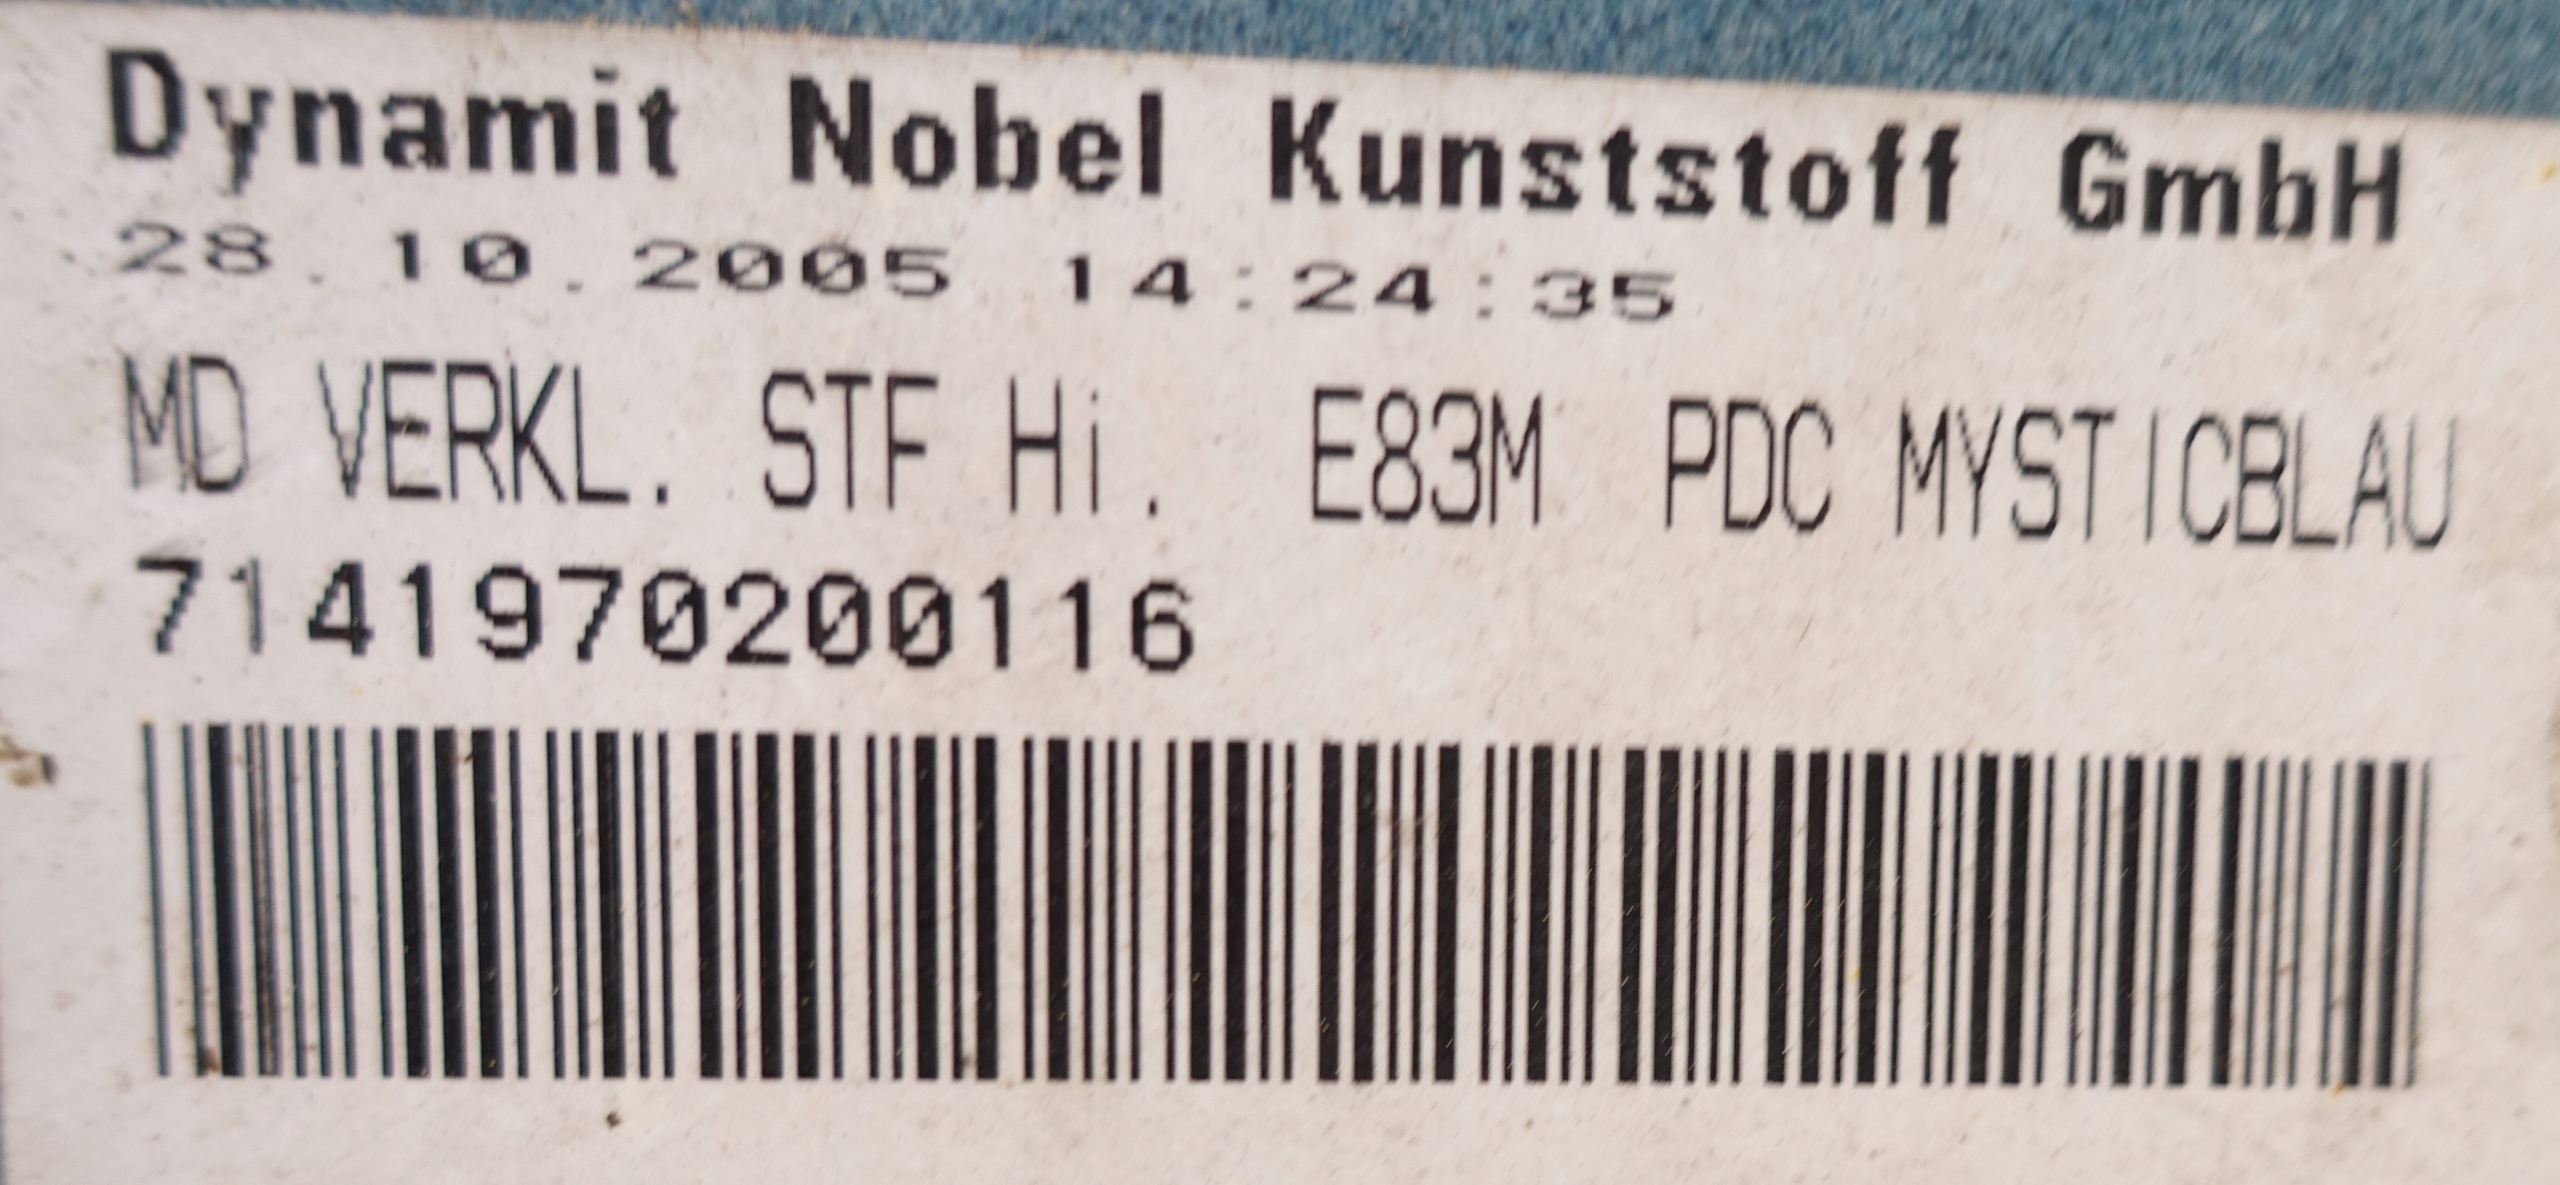 Dynamit Nobel Kunststoff GmbH
28.10.2005 14:24:35
MD VERKL. STF Hi. E83M PDC MYSTICBLAU
7141970200116